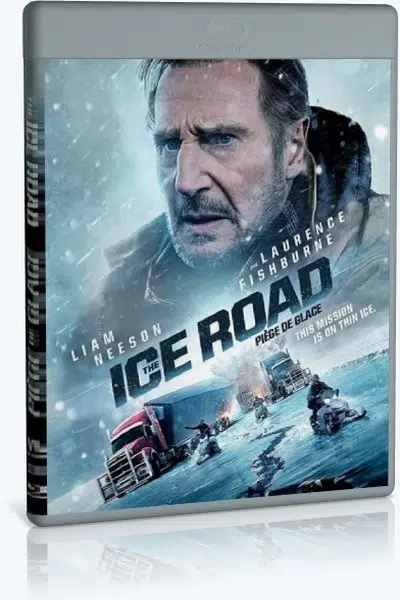 LAURENCE
FISHBURNE
LIAM
NEESON
THE
ICE ROAD
PIÈGE DE GLACE
THIS MISSION
IS ON THIN ICE.